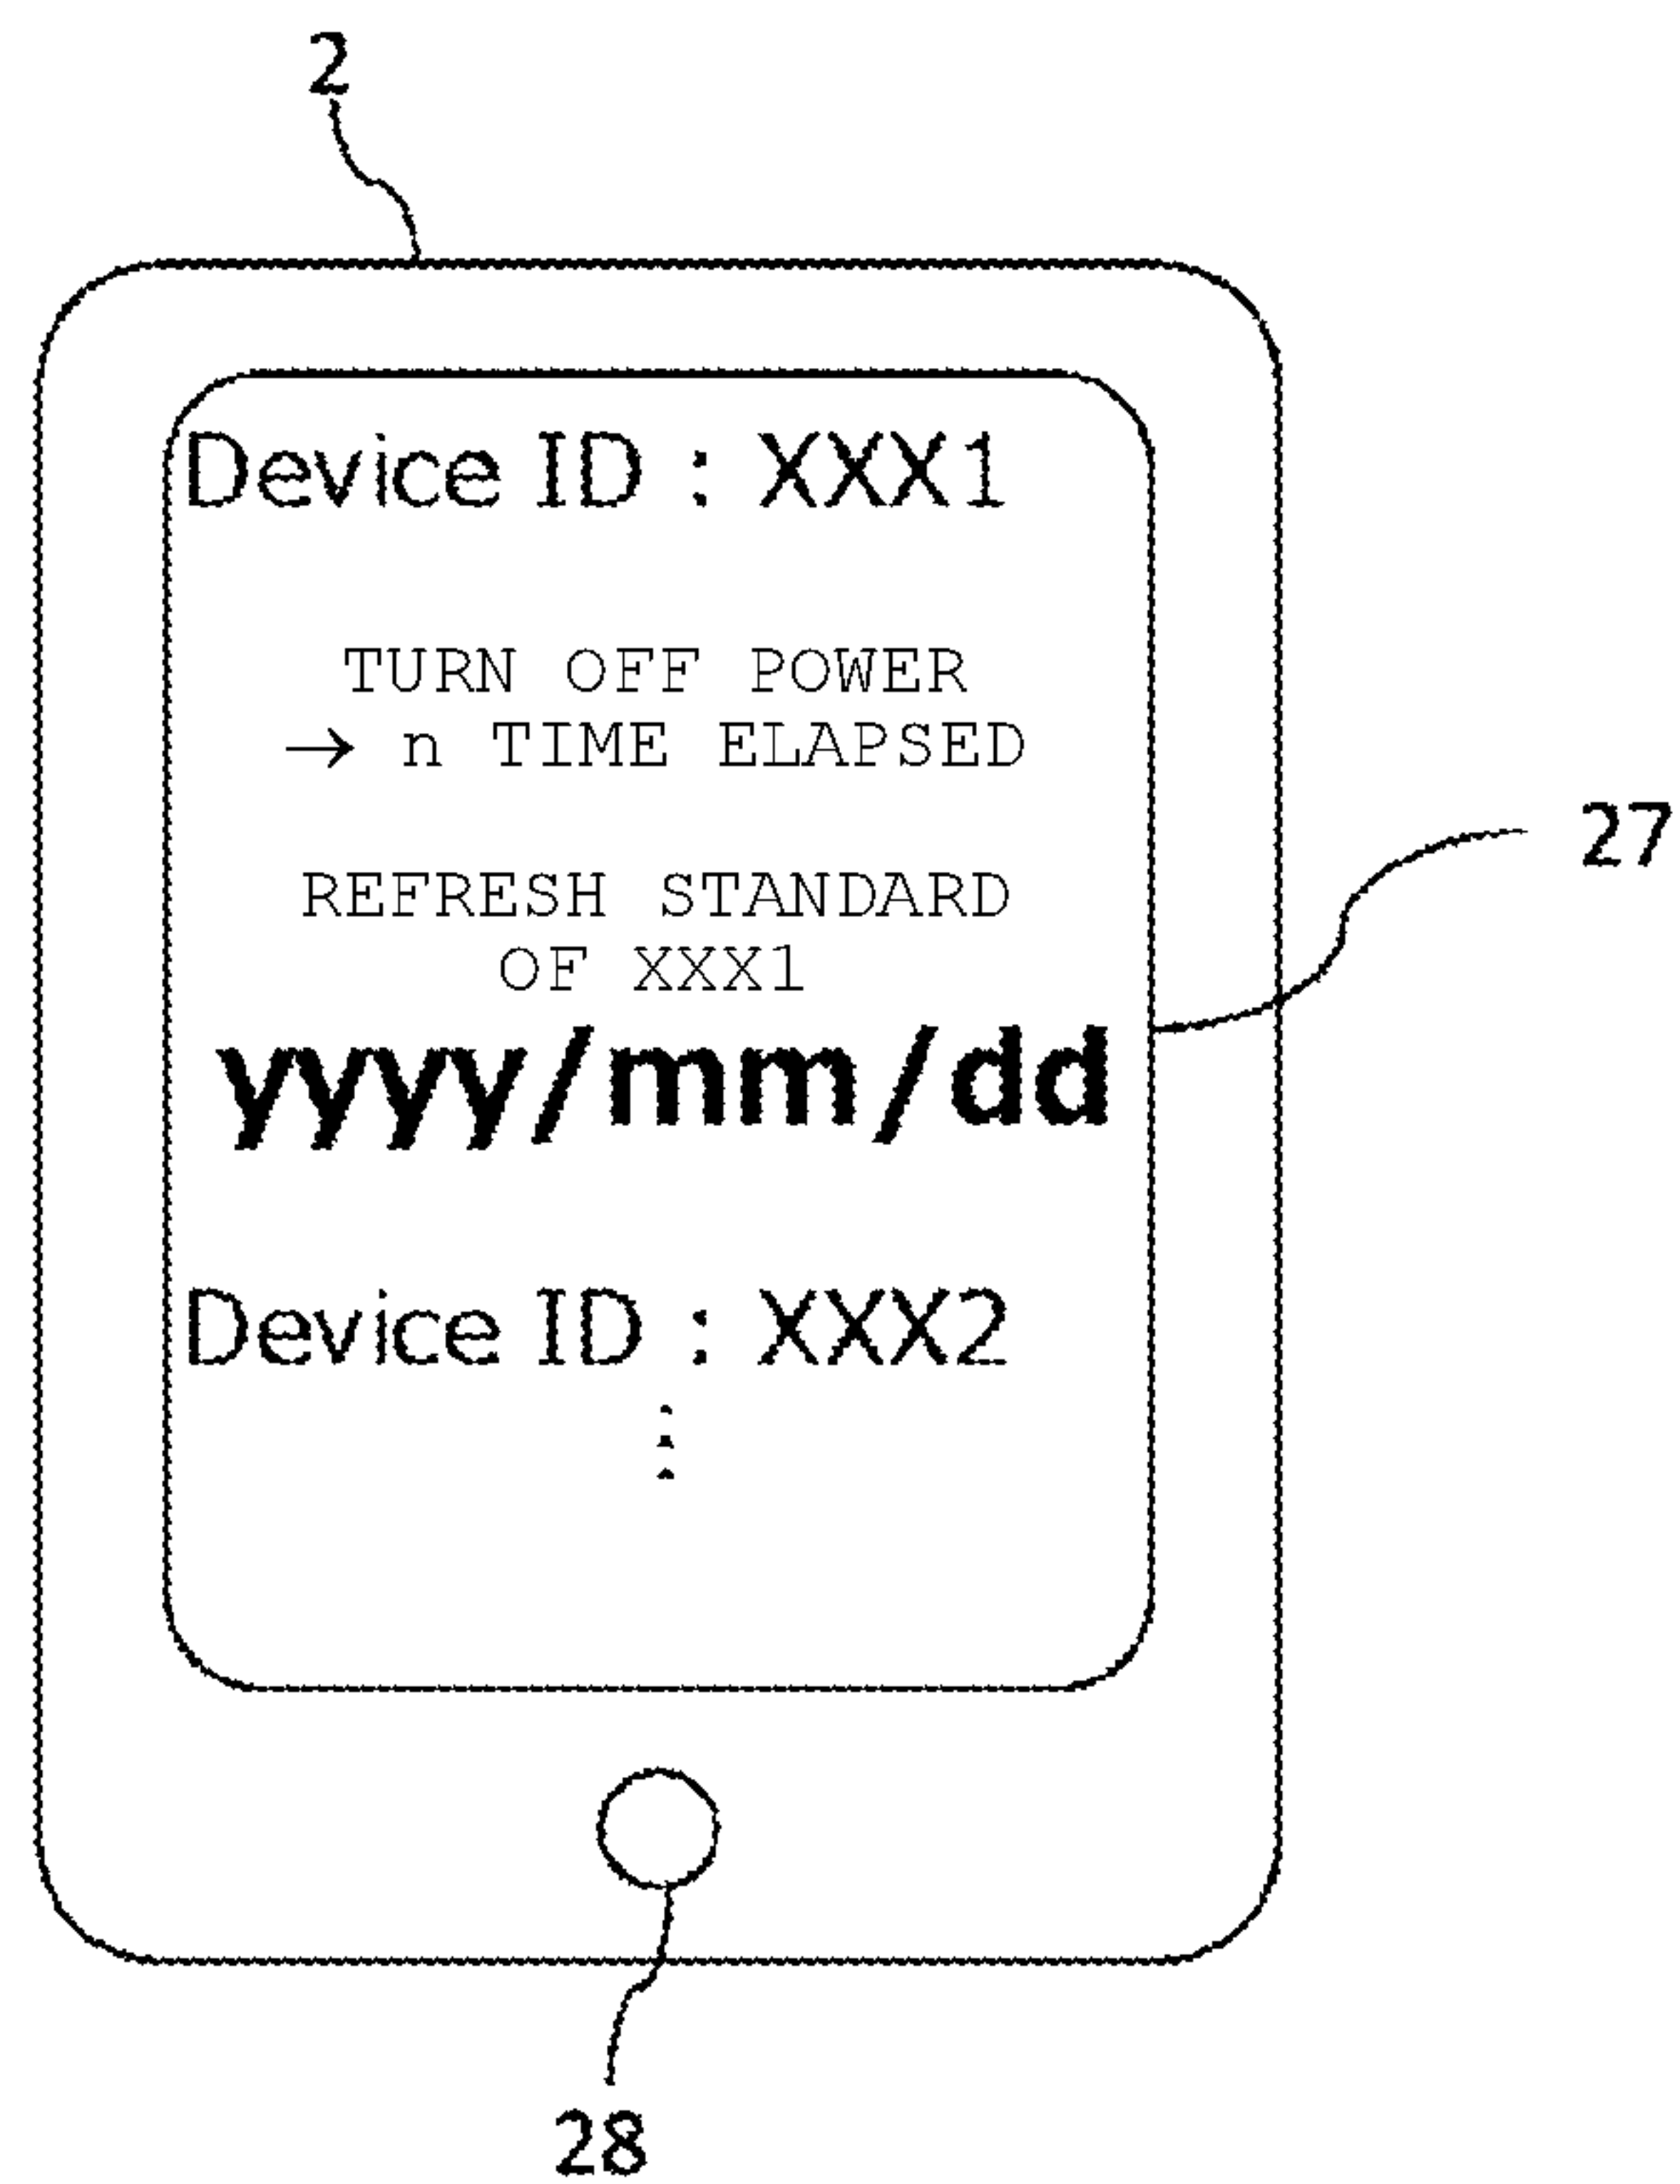 2
Device ID : XXX1
TURN OFF POWER
→ n TIME ELAPSED
REFRESH STANDARD
OF XXX1
yyyy/mm/dd
27
Device ID : XXX2
⋮
28